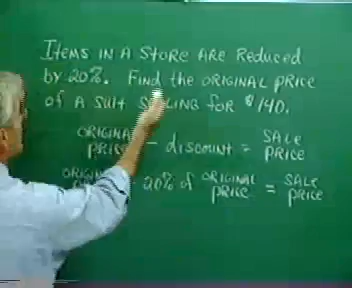 ITEMS IN A STORE ARE REDUCED
by 20%. FIND the ORIGINAL PRICE
of A SUIT SELLING FOR $140.
ORIGINAL PRICE - discount = SALE PRICE
20% of ORIGINAL PRICE = SALE PRICE